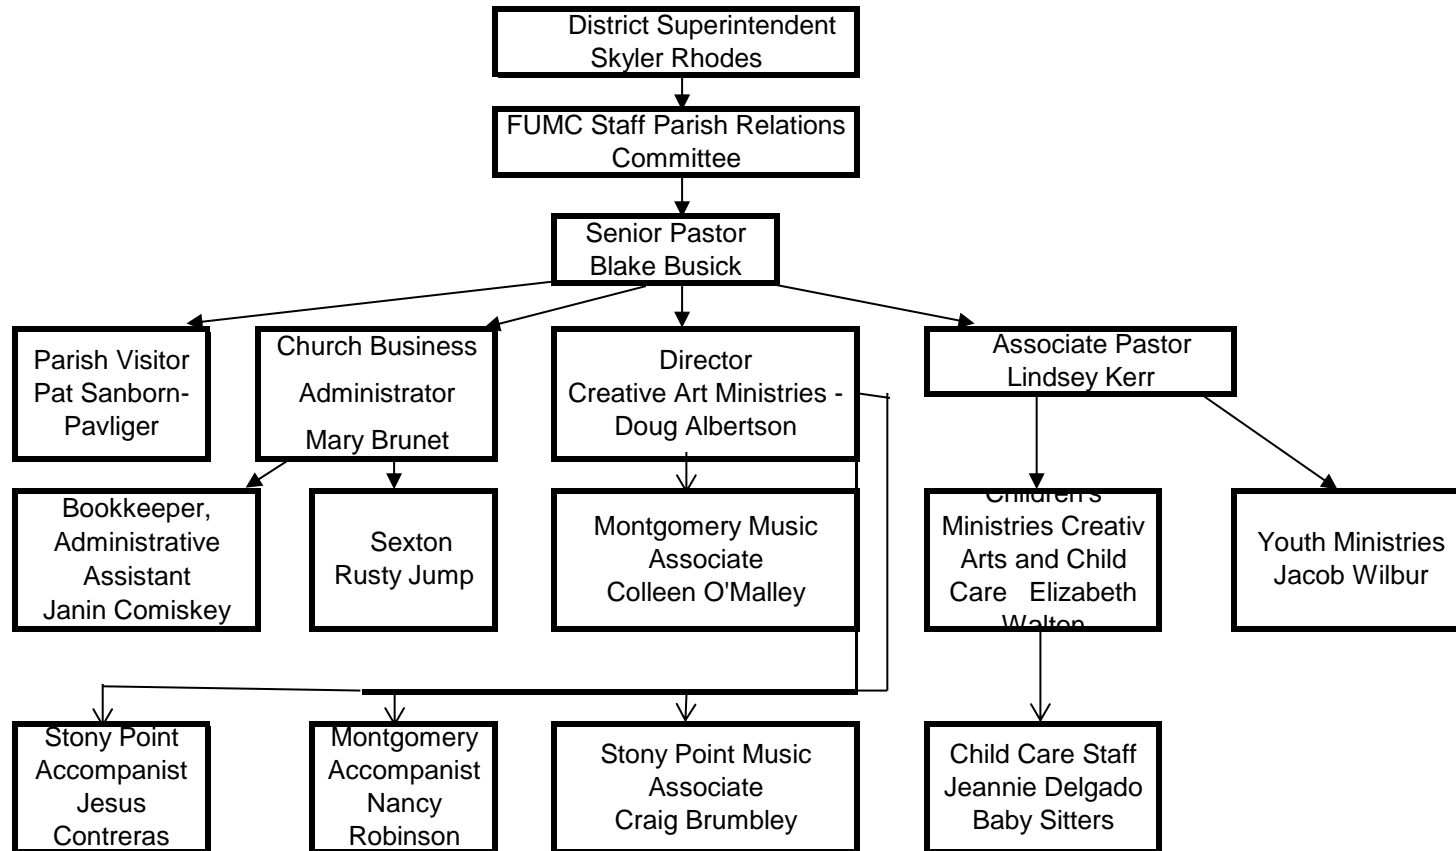 District Superintendent
Skyler Rhodes
FUMC Staff Parish Relations
Committee
Senior Pastor
Blake Busick
Parish Visitor
Pat Sanborn-
Pavliger
Church Business
Administrator
Mary Brunet
Director
Creative Art Ministries -
Doug Albertson
Associate Pastor
Lindsey Kerr
Bookkeeper,
Administrative
Assistant
Janin Comiskey
Sexton
Rusty Jump
Montgomery Music
Associate
Colleen O'Malley
Children's
Ministries Creativ
Arts and Child
Care Elizabeth
Walton
Youth Ministries
Jacob Wilbur
Stony Point
Accompanist
Jesus
Contreras
Montgomery
Accompanist
Nancy
Robinson
Stony Point Music
Associate
Craig Brumbley
Child Care Staff
Jeannie Delgado
Baby Sitters